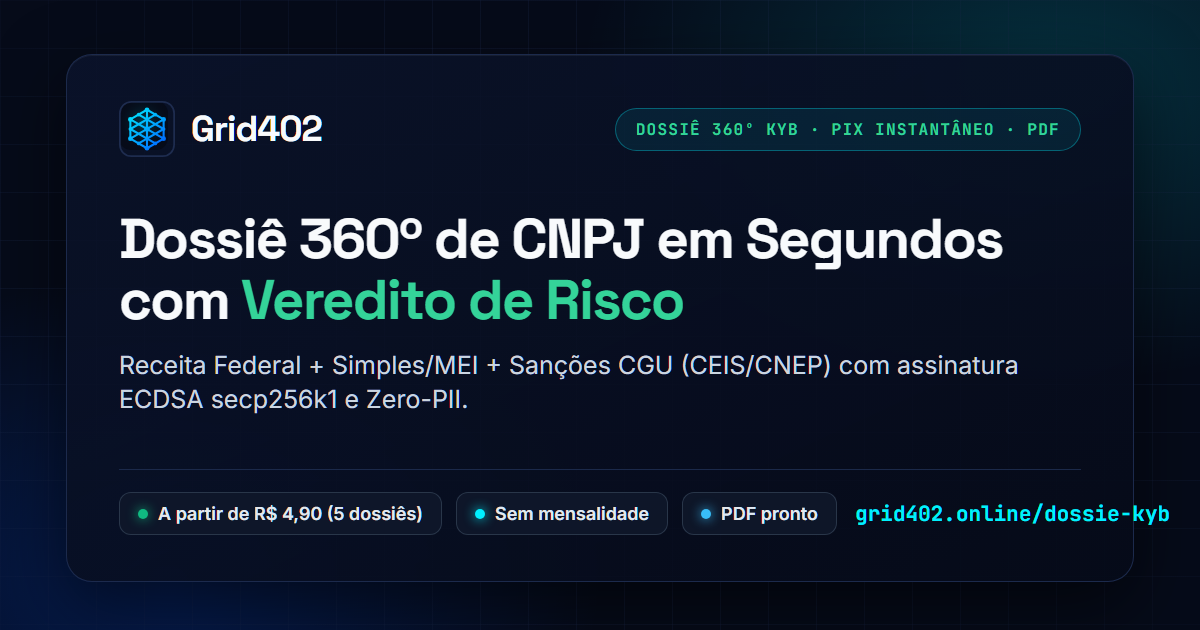 Grid402
DOSSIÊ 360° KYB · PIX INSTANTÂNEO · PDF
Dossiê 360º de CNPJ em Segundos
com Veredito de Risco
Receita Federal + Simples/MEI + Sanções CGU (CEIS/CNEP) com assinatura
ECDSA secp256k1 e Zero-PII.
A partir de R$ 4,90 (5 dossiês)
Sem mensalidade
PDF pronto
grid402.online/dossie-kyb